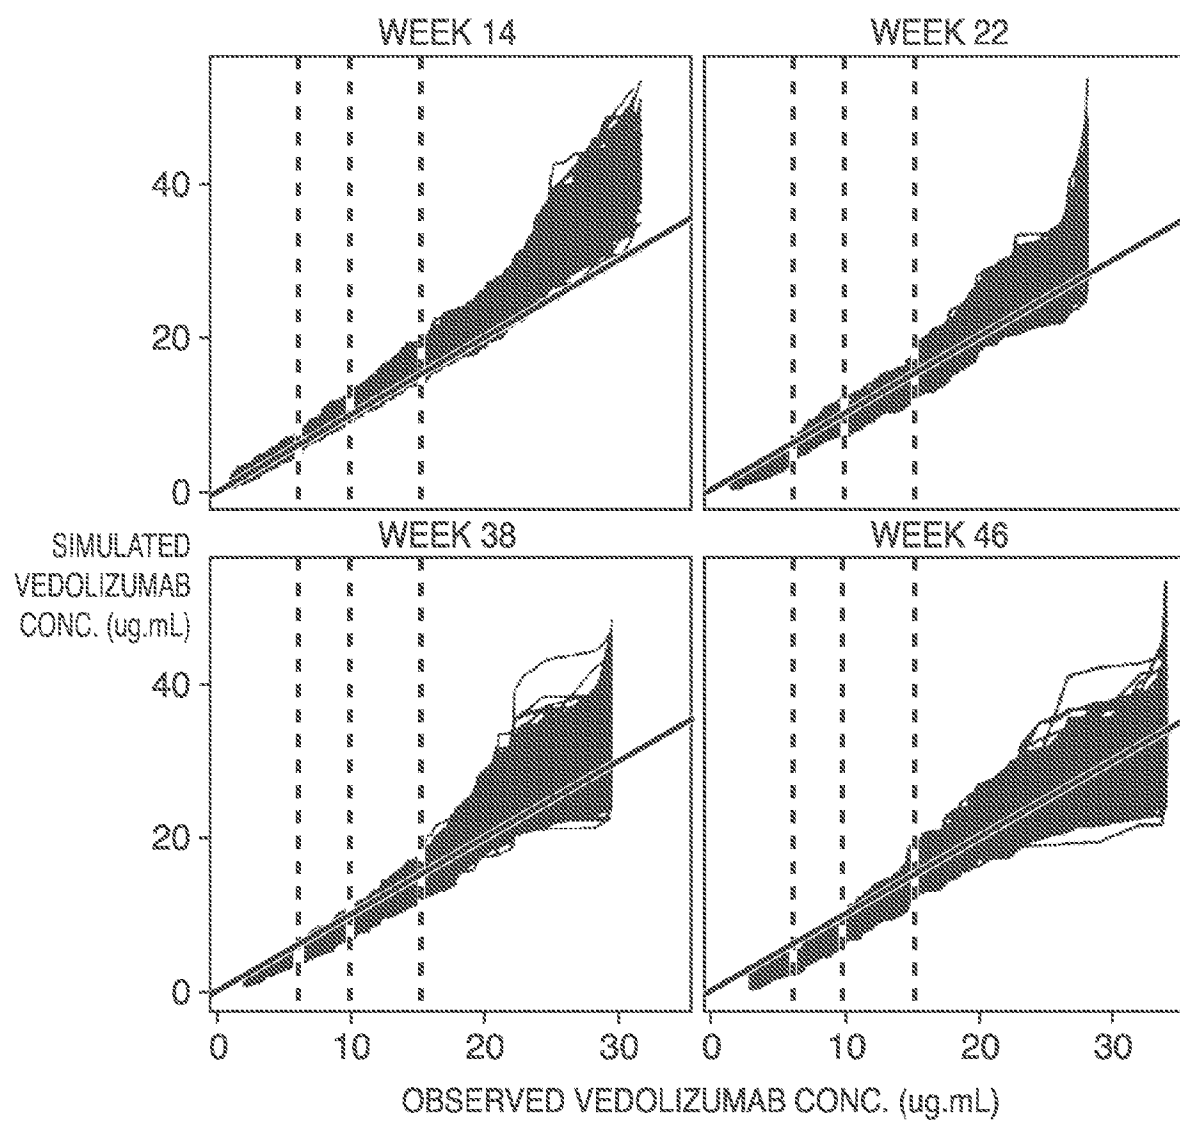 WEEK 14
WEEK 22
40
20
0
SIMULATED
VEDOLIZUMAB
CONC. (ug.mL)
WEEK 38
WEEK 46
40
20
0
0 10 20 30
0 10 20 30
OBSERVED VEDOLIZUMAB CONC. (ug.mL)